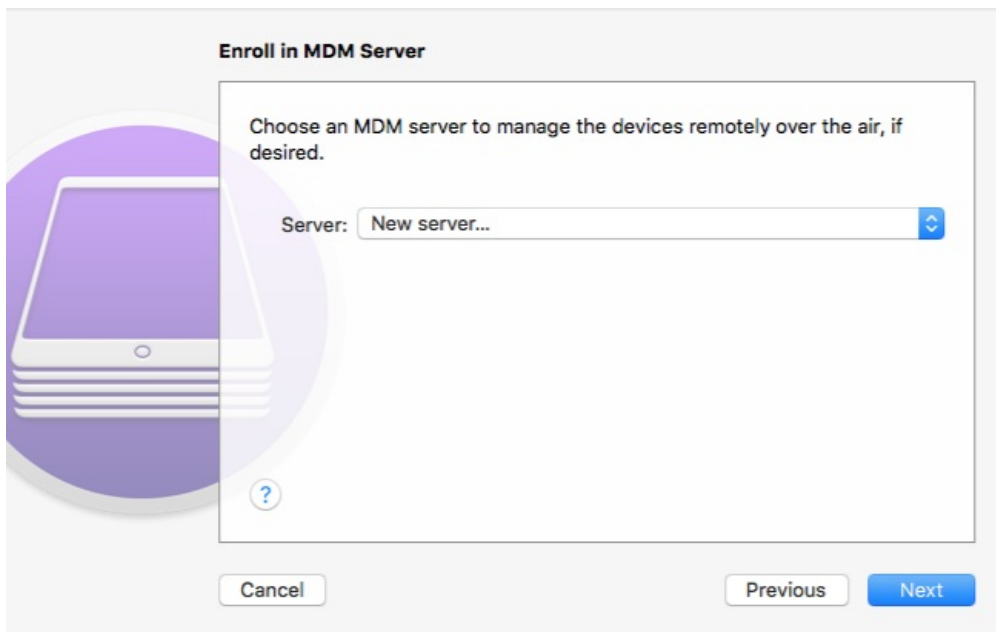 Enroll in MDM Server
Choose an MDM server to manage the devices remotely over the air, if
desired.
Server: New server...
?
Cancel Previous Next